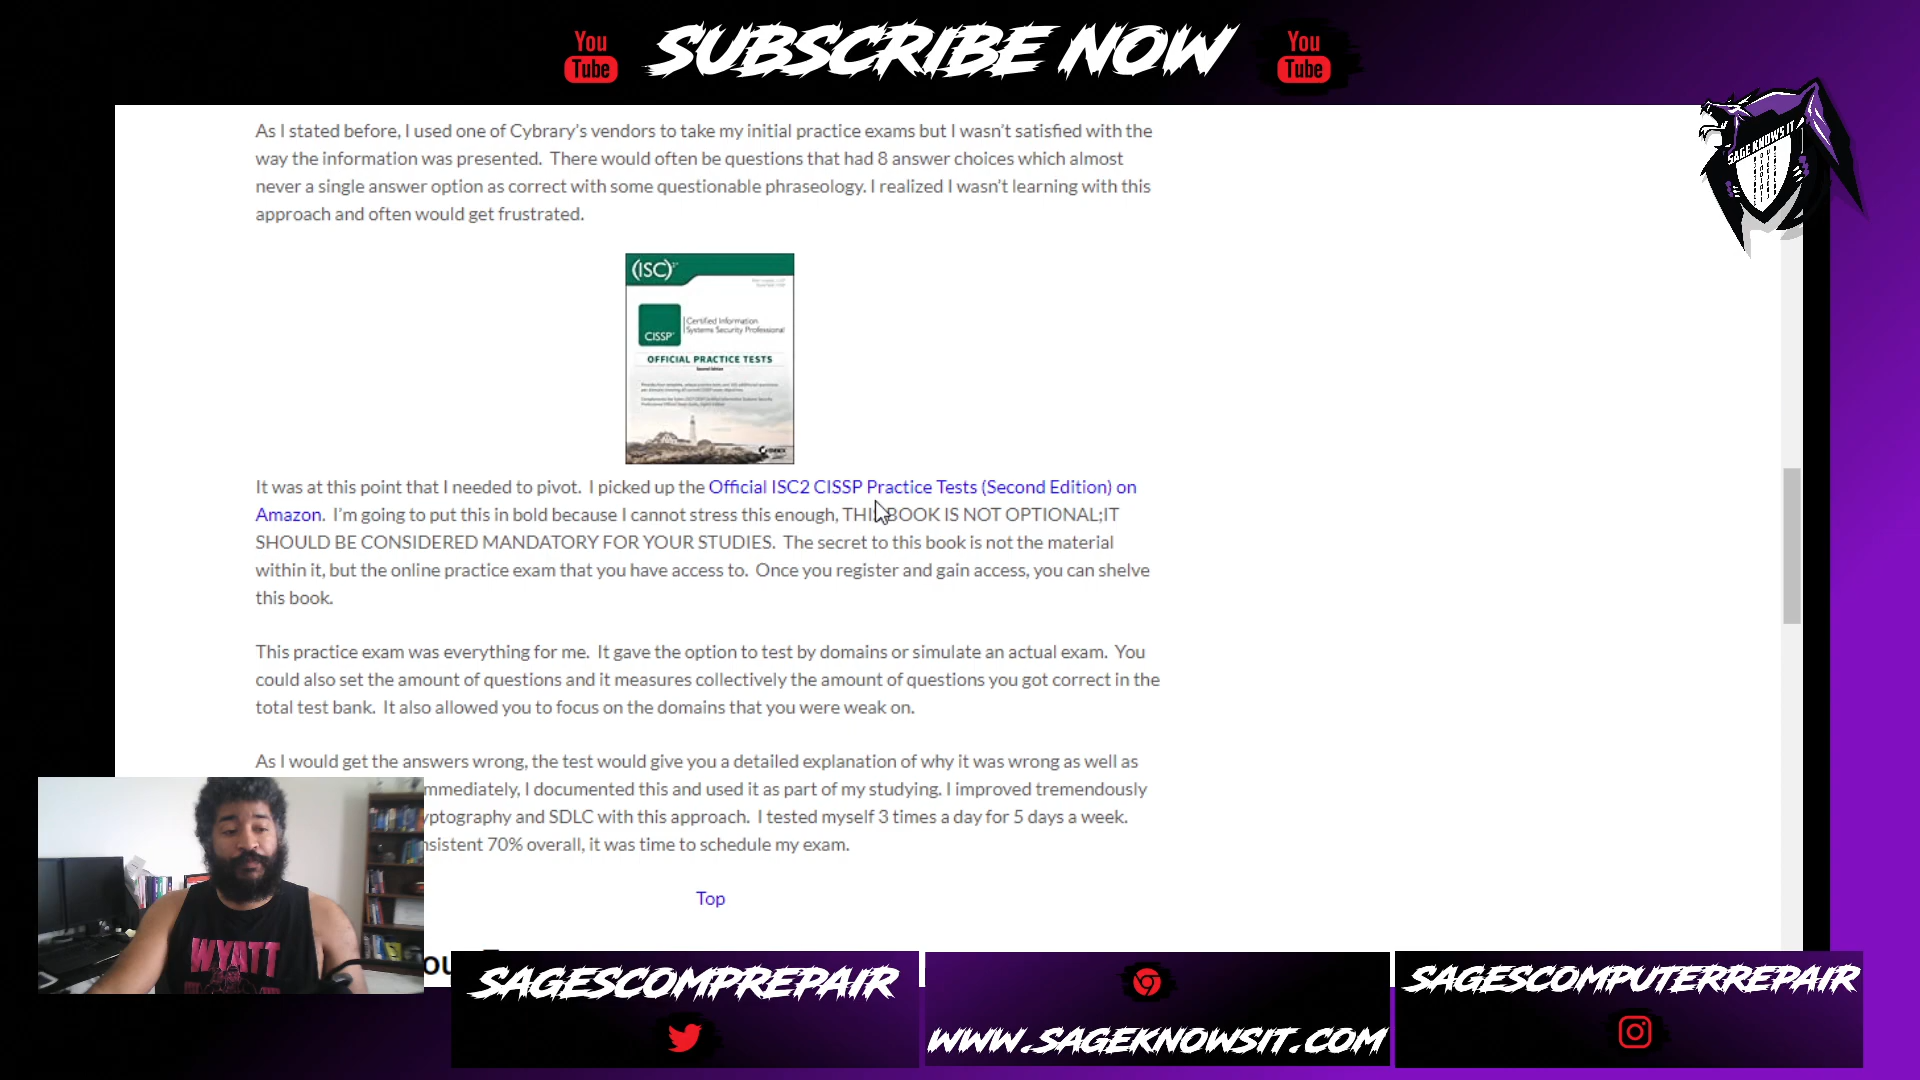 You
Tube
SUBSCRIBE NOW
You
Tube
SAGE KNOWS IT
As I stated before, I used one of Cybrary's vendors to take my initial practice exams but I wasn't satisfied with the
way the information was presented. There would often be questions that had 8 answer choices which almost
never a single answer option as correct with some questionable phraseology. I realized I wasn't learning with this
approach and often would get frustrated.
(ISC)²
CISSP
Certified Information
Systems Security Professional
OFFICIAL PRACTICE TESTS
Second Edition
It was at this point that I needed to pivot. I picked up the Official ISC2 CISSP Practice Tests (Second Edition) on
Amazon. I'm going to put this in bold because I cannot stress this enough, THIS BOOK IS NOT OPTIONAL;IT
SHOULD BE CONSIDERED MANDATORY FOR YOUR STUDIES. The secret to this book is not the material
within it, but the online practice exam that you have access to. Once you register and gain access, you can shelve
this book.
This practice exam was everything for me. It gave the option to test by domains or simulate an actual exam. You
could also set the amount of questions and it measures collectively the amount of questions you got correct in the
total test bank. It also allowed you to focus on the domains that you were weak on.
As I would get the answers wrong, the test would give you a detailed explanation of why it was wrong as well as
mmediately, I documented this and used it as part of my studying. I improved tremendously
yptography and SDLC with this approach. I tested myself 3 times a day for 5 days a week.
nsistent 70% overall, it was time to schedule my exam.
Top
WYATT
SAGESCOMPREPAIR
WWW.SAGEKNOWSIT.COM
SAGESCOMPUTERREPAIR